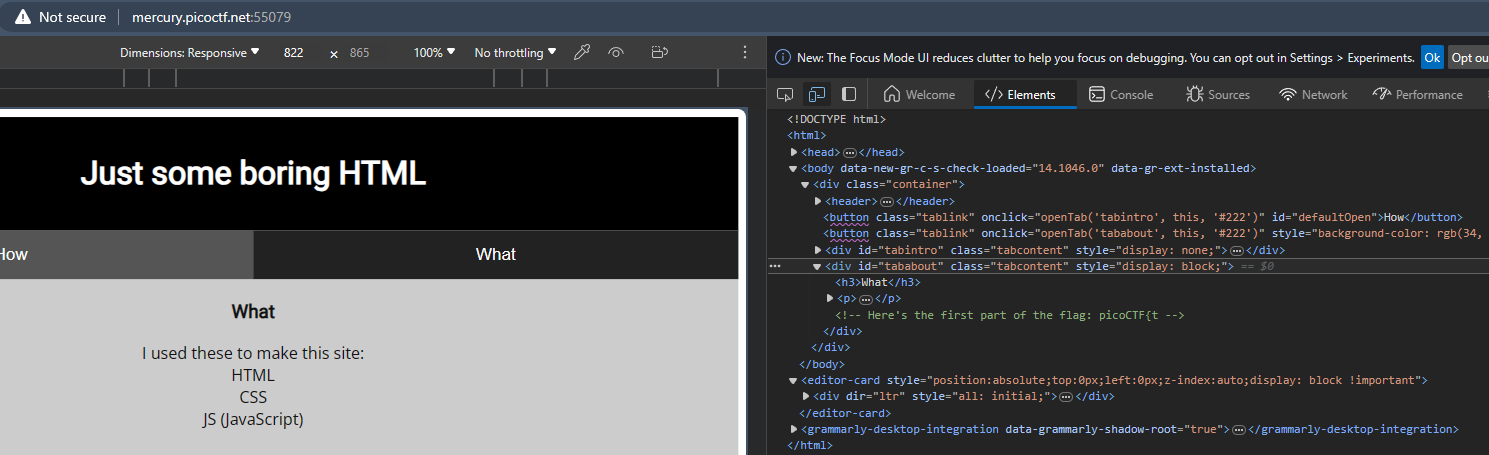 Not secure mercury.picoctf.net:55079
Dimensions: Responsive 822 × 865 100% No throttling
New: The Focus Mode UI reduces clutter to help you focus on debugging. You can opt out in Settings > Experiments. Ok Opt ou
Welcome </> Elements Console Sources Network Performance
Just some boring HTML
How What
What
I used these to make this site:
HTML
CSS
JS (JavaScript)
<!DOCTYPE html>
<html>
<head>…</head>
<body data-new-gr-c-s-check-loaded="14.1046.0" data-gr-ext-installed>
<div class="container">
<header>…</header>
<button class="tablink" onclick="openTab('tabintro', this, '#222')" id="defaultOpen">How</button>
<button class="tablink" onclick="openTab('tababout', this, '#222')" style="background-color: rgb(34,
<div id="tabintro" class="tabcontent" style="display: none;">…</div>
<div id="tababout" class="tabcontent" style="display: block;"> == $0
<h3>What</h3>
<p>…</p>
<!-- Here's the first part of the flag: picoCTF{t -->
</div>
</div>
</body>
<editor-card style="position:absolute;top:0px;left:0px;z-index:auto;display: block !important">
<div dir="ltr" style="all: initial;">…</div>
</editor-card>
<grammarly-desktop-integration data-grammarly-shadow-root="true">…</grammarly-desktop-integration>
</html>